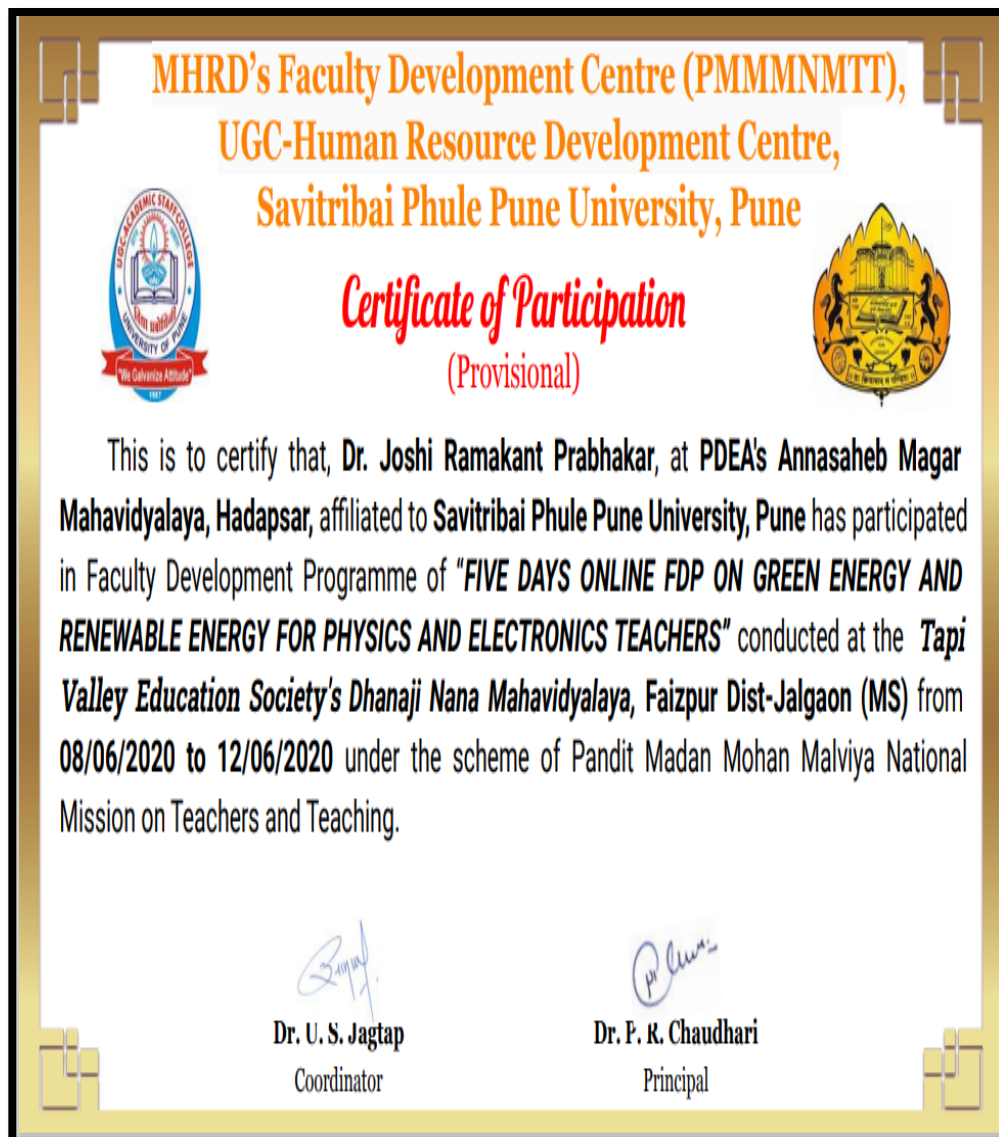 MHRD's Faculty Development Centre (PMMMNMTT),
UGC-Human Resource Development Centre,
Savitribai Phule Pune University, Pune
UGC-ACADEMIC STAFF COLLEGE
UNIVERSITY OF PUNE
"We Galvanize Attitude"
1987
Certificate of Participation
(Provisional)
This is to certify that, Dr. Joshi Ramakant Prabhakar, at PDEA's Annasaheb Magar
Mahavidyalaya, Hadapsar, affiliated to Savitribai Phule Pune University, Pune has participated
in Faculty Development Programme of "FIVE DAYS ONLINE FDP ON GREEN ENERGY AND
RENEWABLE ENERGY FOR PHYSICS AND ELECTRONICS TEACHERS" conducted at the Tapi
Valley Education Society's Dhanaji Nana Mahavidyalaya, Faizpur Dist-Jalgaon (MS) from
08/06/2020 to 12/06/2020 under the scheme of Pandit Madan Mohan Malviya National
Mission on Teachers and Teaching.
Dr. U. S. Jagtap
Dr. P. R. Chaudhari
Coordinator
Principal